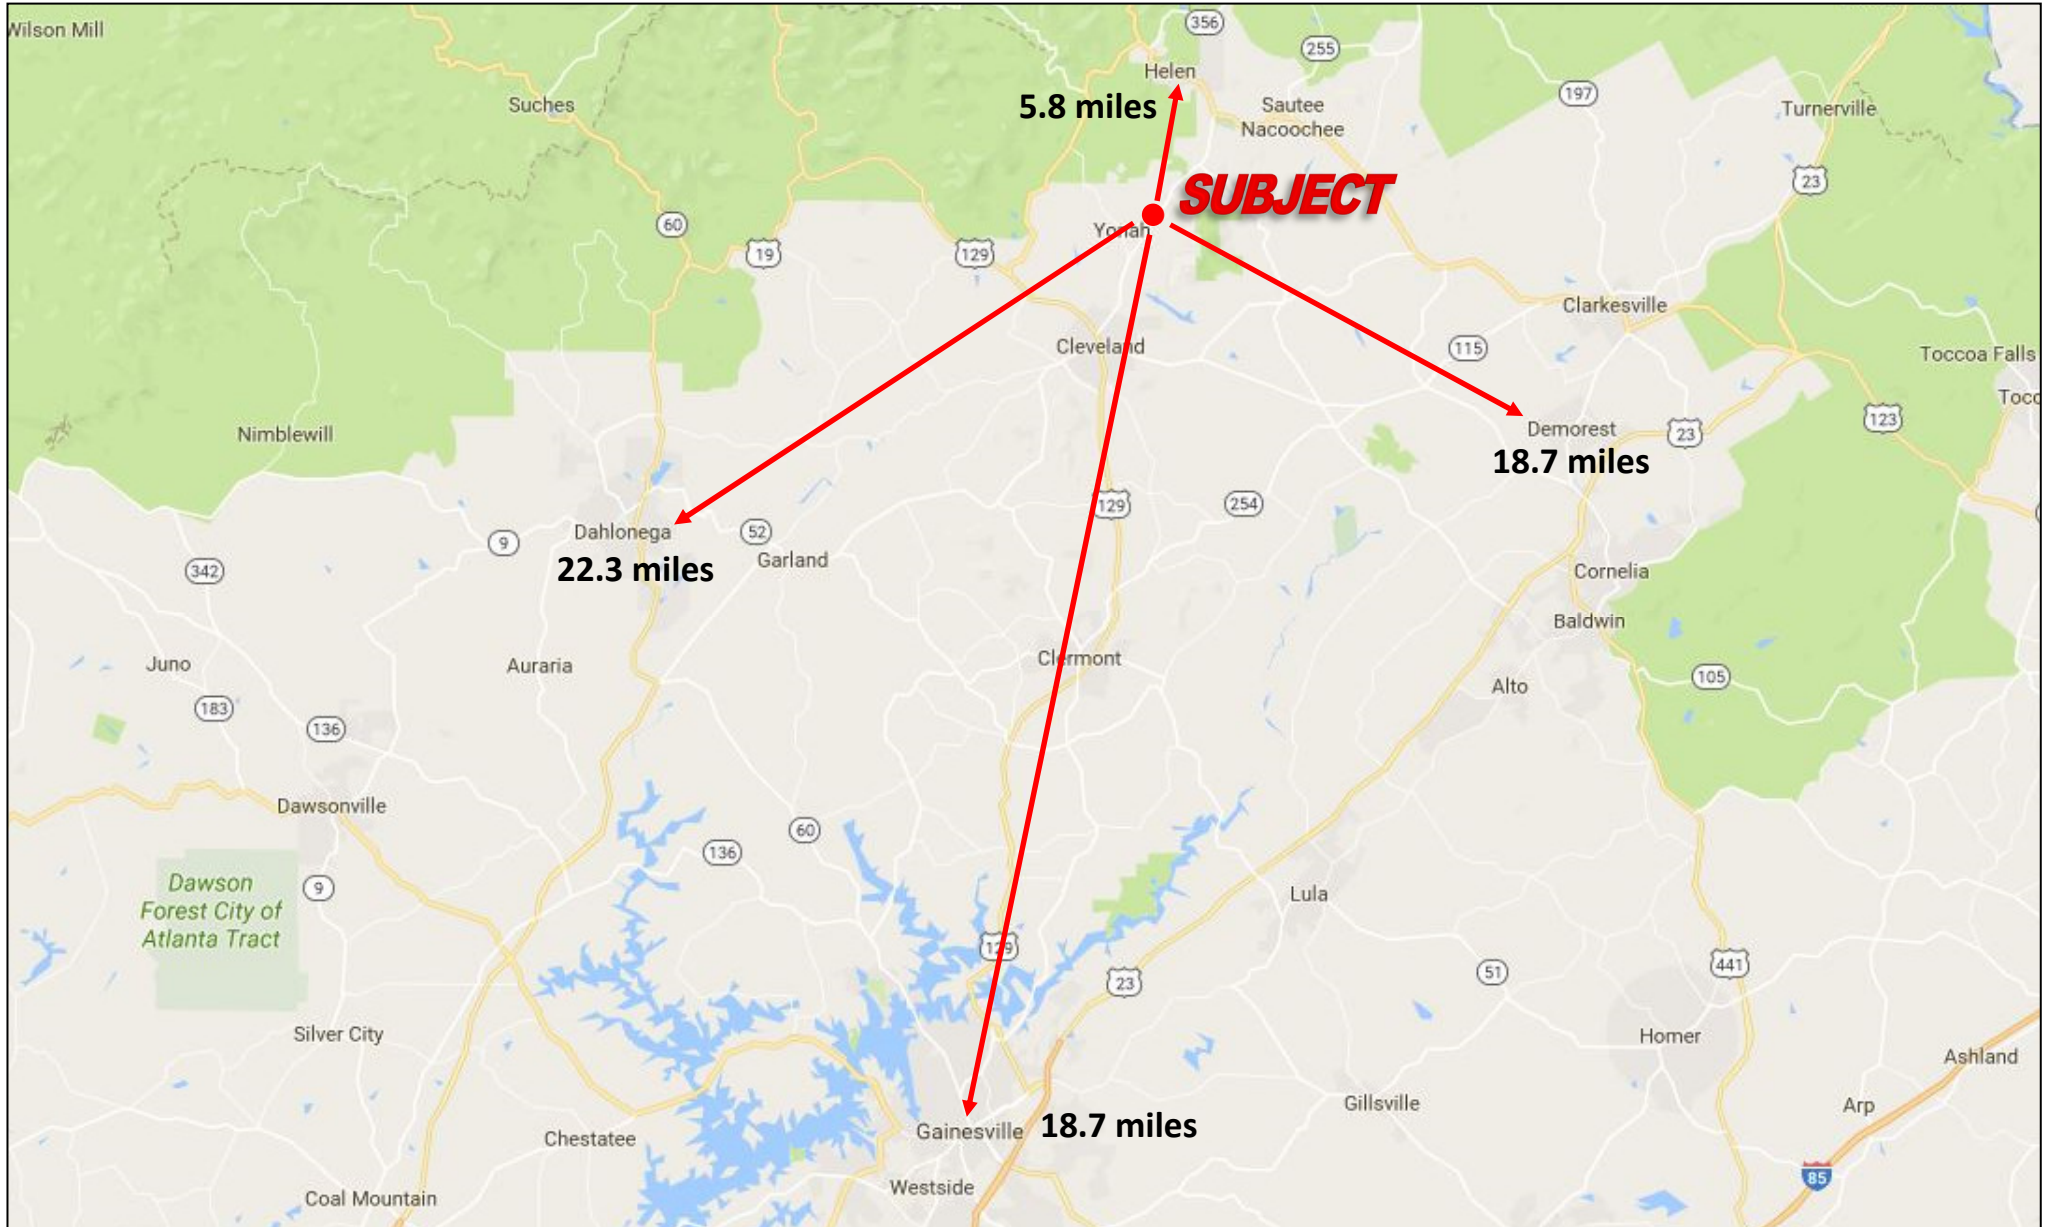 Wilson Mill
356
255
Helen
5.8 miles
Suches
Sautee
Nacoochee
197
Turnerville
23
SUBJECT
Yonah
60
19
129
Clarkesville
Cleveland
115
Toccoa Falls
Tocc
Nimblewill
Demorest
23
123
18.7 miles
129
254
Dahlonega
52
9
Garland
22.3 miles
342
Cornelia
Baldwin
Juno
Auraria
Clermont
Alto
105
183
136
Dawsonville
60
136
Dawson
Forest City of
Atlanta Tract
9
Lula
129
23
51
441
Silver City
Homer
Ashland
Gillsville
Arp
Chestatee
Gainesville
18.7 miles
Westside
Coal Mountain
85